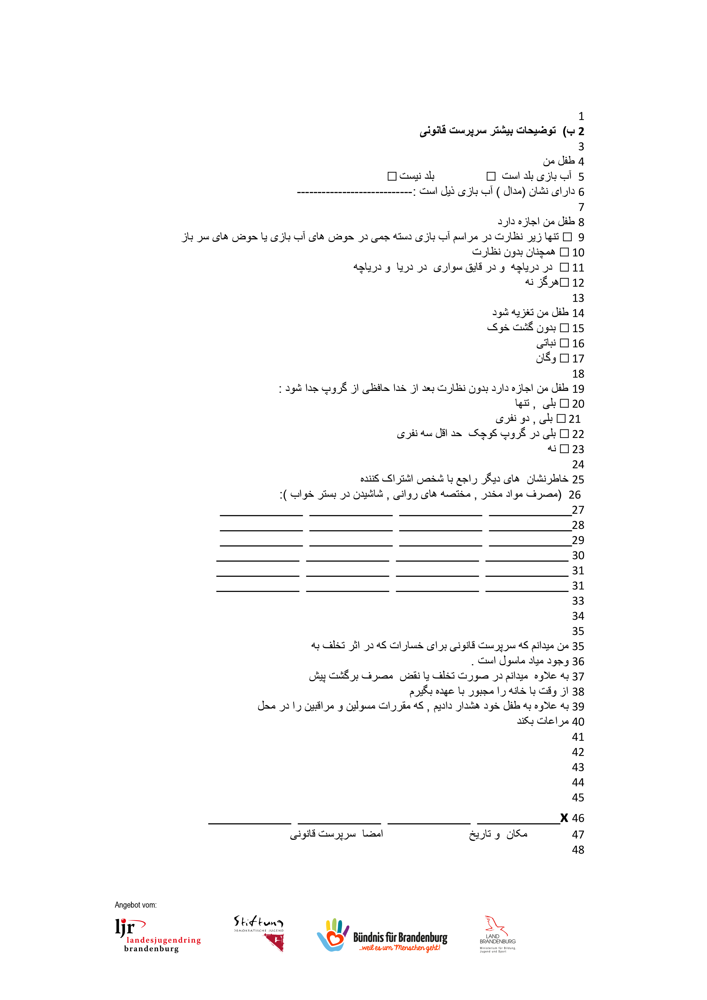 1
2 ب)  توضیحات بیشتر سرپرست قانونی
3
4 طفل من
5  آب بازی بلد است  ☐  بلد نیست ☐
6 دارای نشان (مدال ) آب بازی ذیل است :----------------------------
7
8 طفل من اجازه دارد
9  ☐ تنها زیر نظارت در مراسم آب بازی دسته جمی در حوض های آب بازی یا حوض های سر باز
10 ☐ همچنان بدون نظارت
11 ☐  در دریاچه  و در قایق سواری  در دریا  و دریاچه
12 ☐هرگز نه
13
14 طفل من تغزیه شود
15 ☐ بدون گشت خوک
16 ☐ نباتی
17 ☐ وگان
18
19 طفل من اجازه دارد بدون نظارت بعد از خدا حافظی از گروپ جدا شود :
20 ☐ بلی  , تنها
21 ☐ بلی , دو نفری
22 ☐ بلی در گروپ کوچک  حد اقل سه نفری
23 ☐ نه
24
25 خاطرنشان  های دیگر راجع با شخص اشتراک کننده
26  (مصرف مواد مخدر , مختصه های روانی , شاشیدن در بستر خواب ):
27______________ ______________ ______________ ______________
28______________ ______________ ______________ ______________
29______________ ______________ ______________ ______________
30 ______________ ______________ ______________ ______________
31 ______________ ______________ ______________ ______________
31 ______________ ______________ ______________ ______________
33
34
35
35 من میدانم که سرپرست قانونی برای خسارات که در اثر تخلف به
36 وجود میاد ماسول است .
37 به علاوه  میدانم در صورت تخلف یا نقض  مصرف برگشت پیش
38 از وقت با خانه را مجبور با عهده بگیرم
39 به علاوه به طفل خود هشدار دادیم , که مقررات مسولین و مراقبین را در محل
40 مراعات بکند
41
42
43
44
45
46 X______________ ______________ ______________ ______________
47  مکان  و تاریخ  امضا  سرپرست قانونی
48
Angebot vom:
ljr
landesjugendring
brandenburg
Stiftung
DEMOKRATISCHE JUGEND
Bündnis für Brandenburg
...weil es um Menschen geht!
LAND
BRANDENBURG
Ministerium für Bildung,
Jugend und Sport